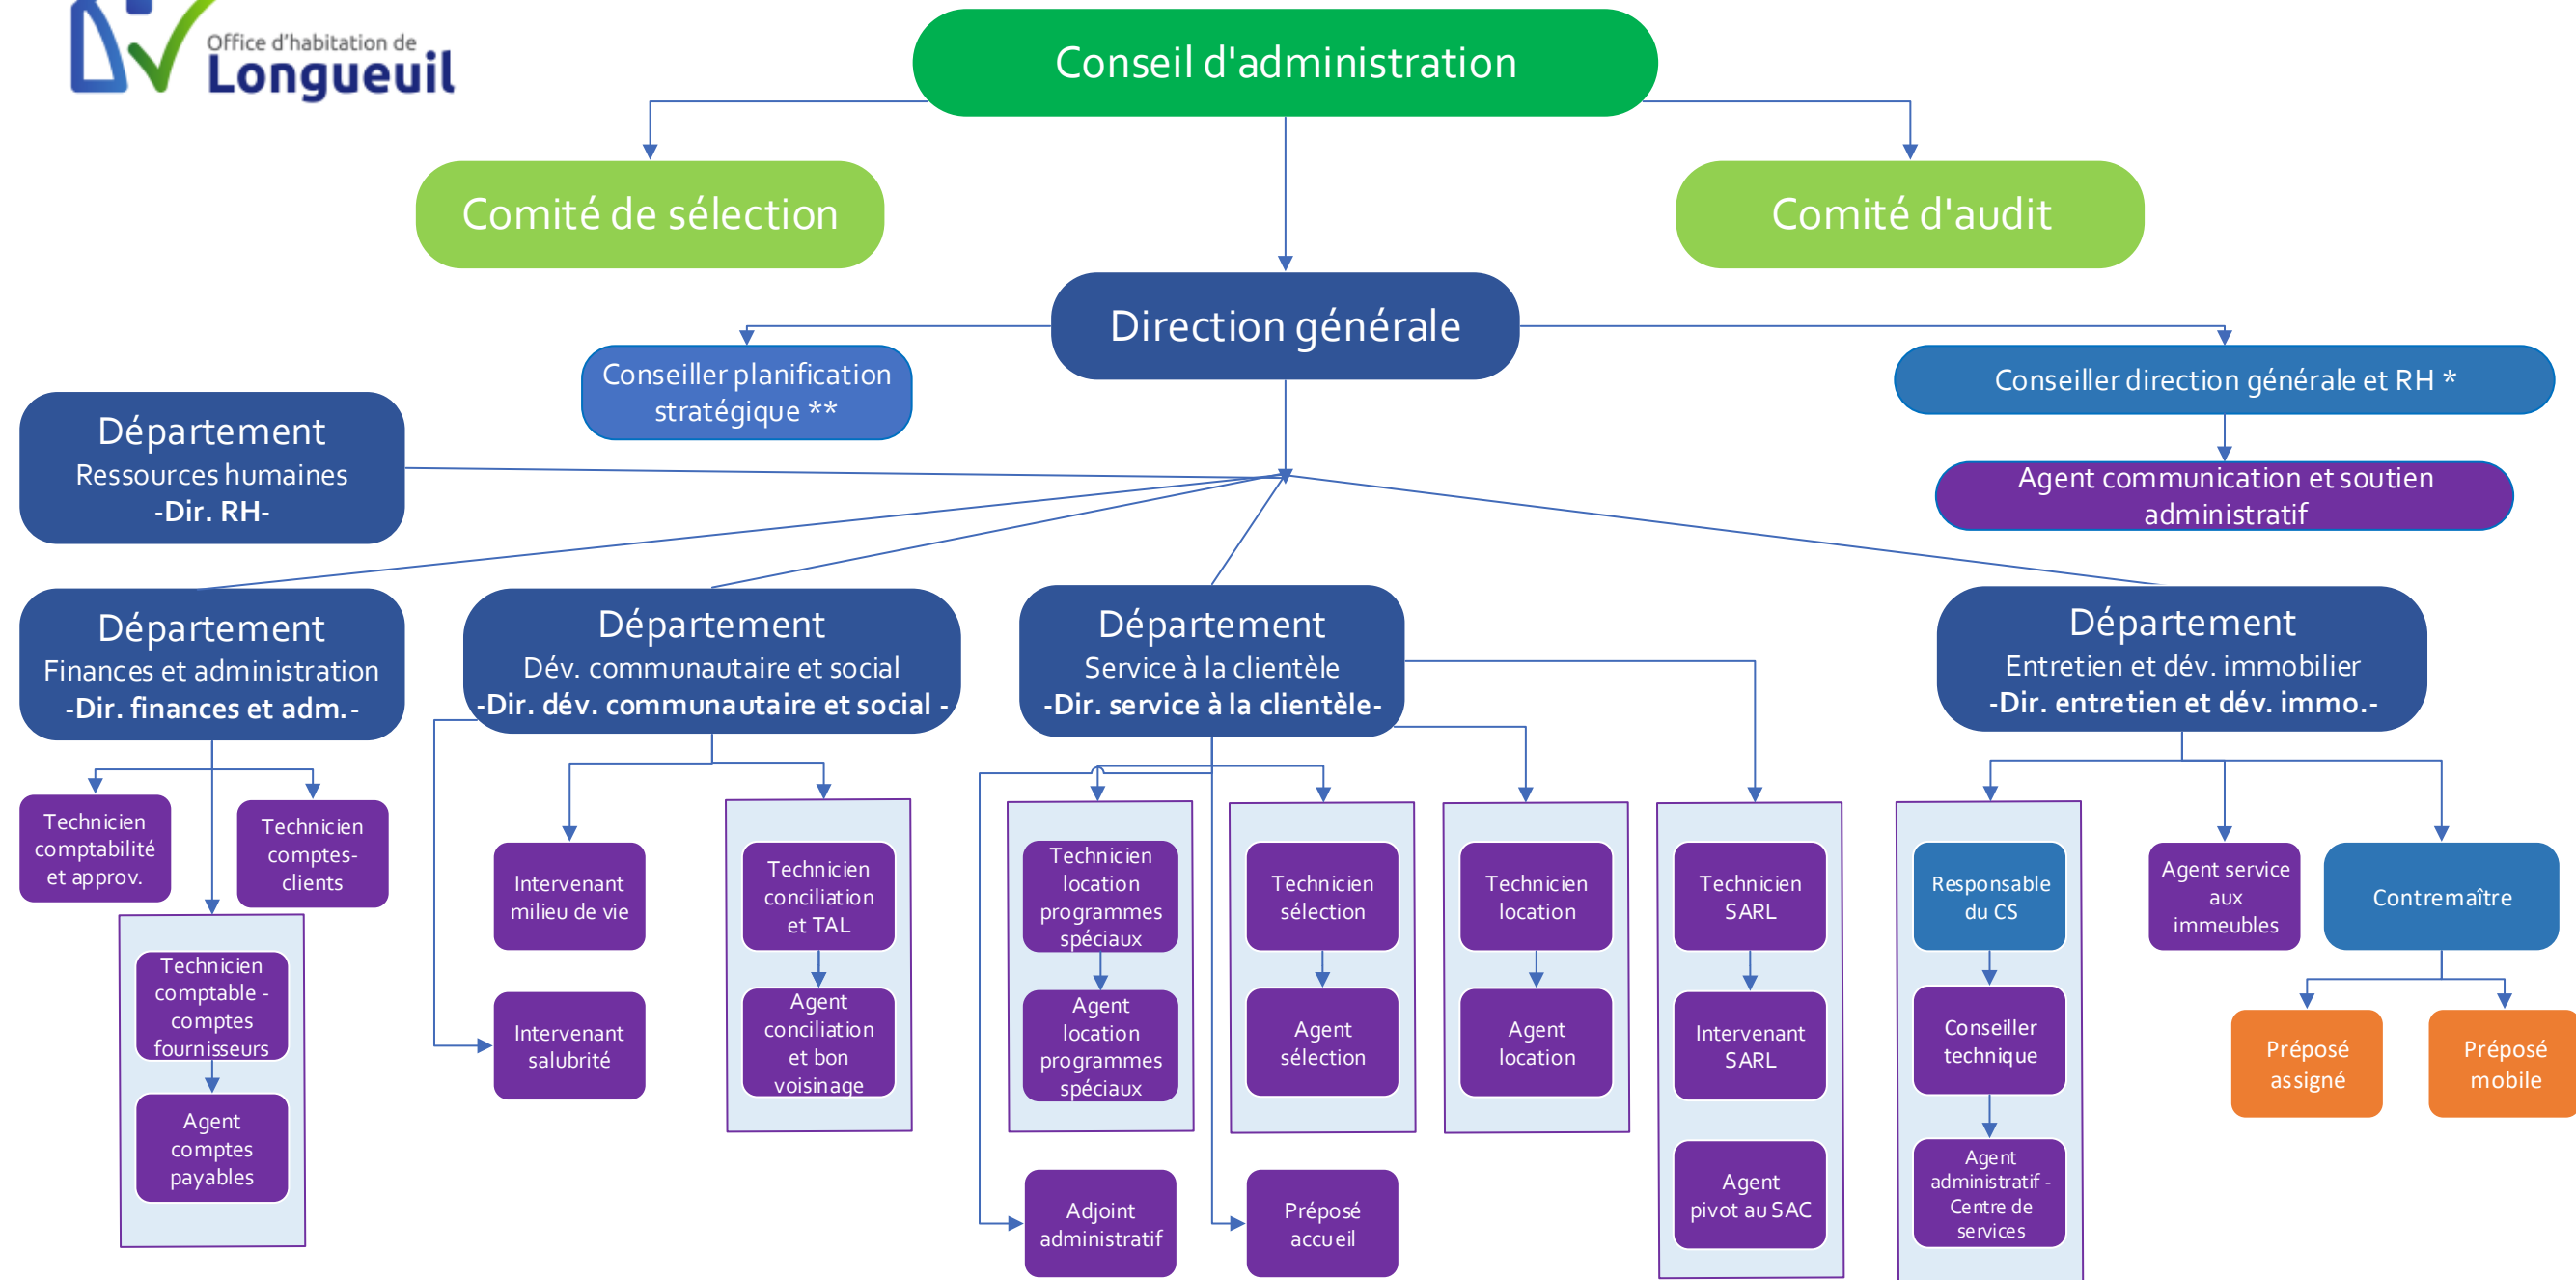 Office d'habitation de
Longueuil
Conseil d'administration
Comité de sélection
Comité d'audit
Direction générale
Conseiller planification
stratégique **
Conseiller direction générale et RH *
Agent communication et soutien
administratif
Département
Ressources humaines
-Dir. RH-
Département
Finances et administration
-Dir. finances et adm.-
Département
Dév. communautaire et social
-Dir. dév. communautaire et social -
Département
Service à la clientèle
-Dir. service à la clientèle-
Département
Entretien et dév. immobilier
-Dir. entretien et dév. immo.-
Technicien
comptabilité
et approv.
Technicien
comptes-
clients
Technicien
comptable -
comptes
fournisseurs
Agent
comptes
payables
Intervenant
milieu de vie
Intervenant
salubrité
Technicien
conciliation
et TAL
Agent
conciliation
et bon
voisinage
Technicien
location
programmes
spéciaux
Agent
location
programmes
spéciaux
Adjoint
administratif
Technicien
sélection
Agent
sélection
Préposé
accueil
Technicien
location
Agent
location
Technicien
SARL
Intervenant
SARL
Agent
pivot au SAC
Responsable
du CS
Conseiller
technique
Agent
administratif -
Centre de
services
Agent service
aux
immeubles
Contremaître
Préposé
assigné
Préposé
mobile